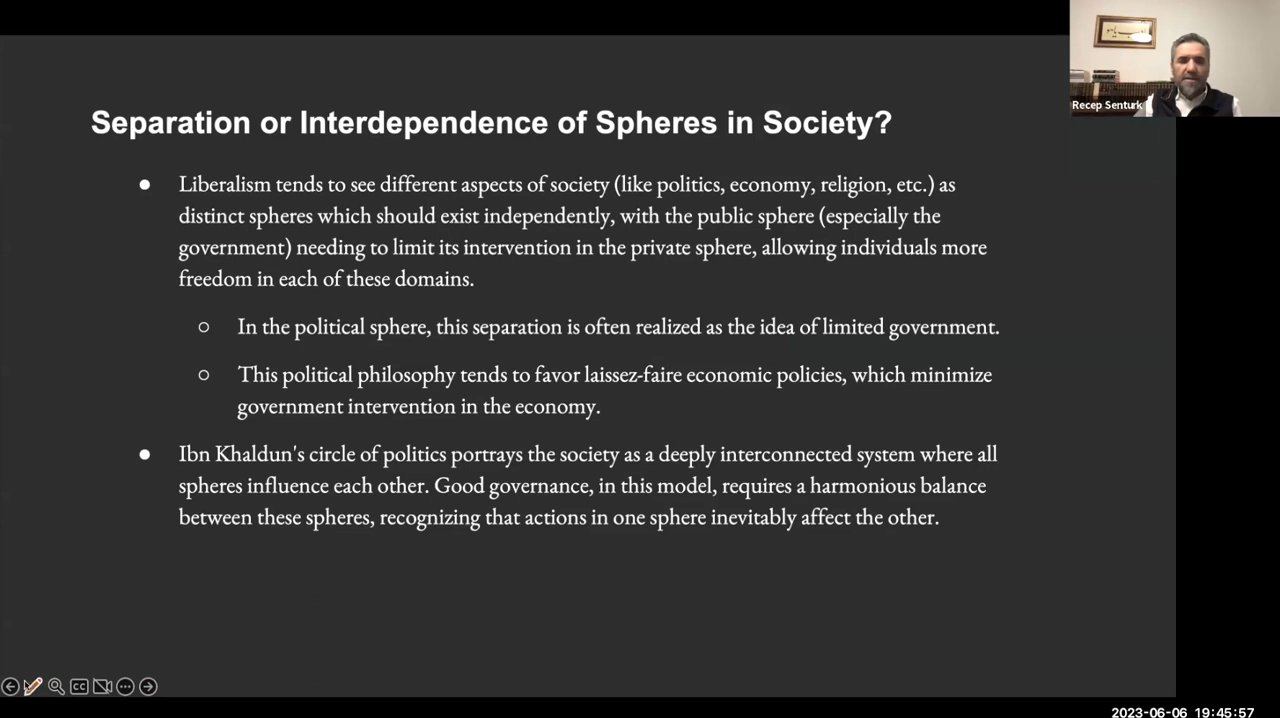 Separation or Interdependence of Spheres in Society?
Liberalism tends to see different aspects of society (like politics, economy, religion, etc.) as
distinct spheres which should exist independently, with the public sphere (especially the
government) needing to limit its intervention in the private sphere, allowing individuals more
freedom in each of these domains.
In the political sphere, this separation is often realized as the idea of limited government.
This political philosophy tends to favor laissez-faire economic policies, which minimize
government intervention in the economy.
Ibn Khaldun's circle of politics portrays the society as a deeply interconnected system where all
spheres influence each other. Good governance, in this model, requires a harmonious balance
between these spheres, recognizing that actions in one sphere inevitably affect the other.
Recep Senturk
CC
2023-06-06 19:45:57